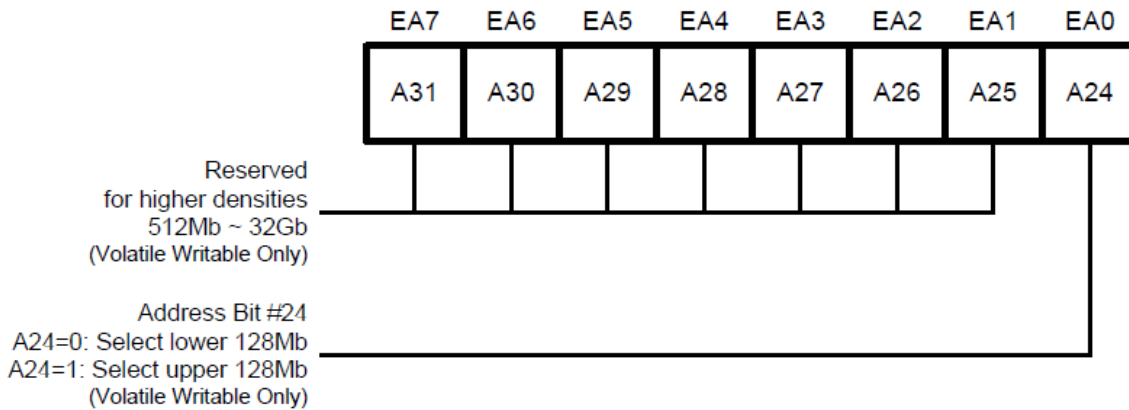 EA7 EA6 EA5 EA4 EA3 EA2 EA1 EA0
A31 A30 A29 A28 A27 A26 A25 A24
Reserved
for higher densities
512Mb ~ 32Gb
(Volatile Writable Only)
Address Bit #24
A24=0: Select lower 128Mb
A24=1: Select upper 128Mb
(Volatile Writable Only)